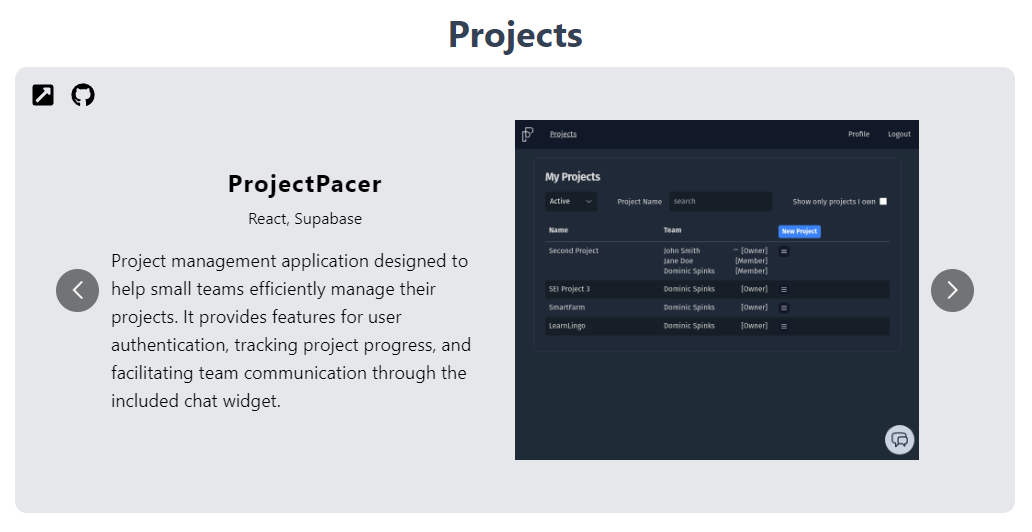 Projects
ProjectPacer
React, Supabase
Project management application designed to
help small teams efficiently manage their
projects. It provides features for user
authentication, tracking project progress, and
facilitating team communication through the
included chat widget.
Projects Profile Logout
My Projects
Active Project Name search Show only projects I own
Name Team New Project
Second Project John Smith [Owner]
Jane Doe [Member]
Dominic Spinks [Member]
SEI Project 3 Dominic Spinks [Owner]
SmartFarm Dominic Spinks [Owner]
LearnLingo Dominic Spinks [Owner]